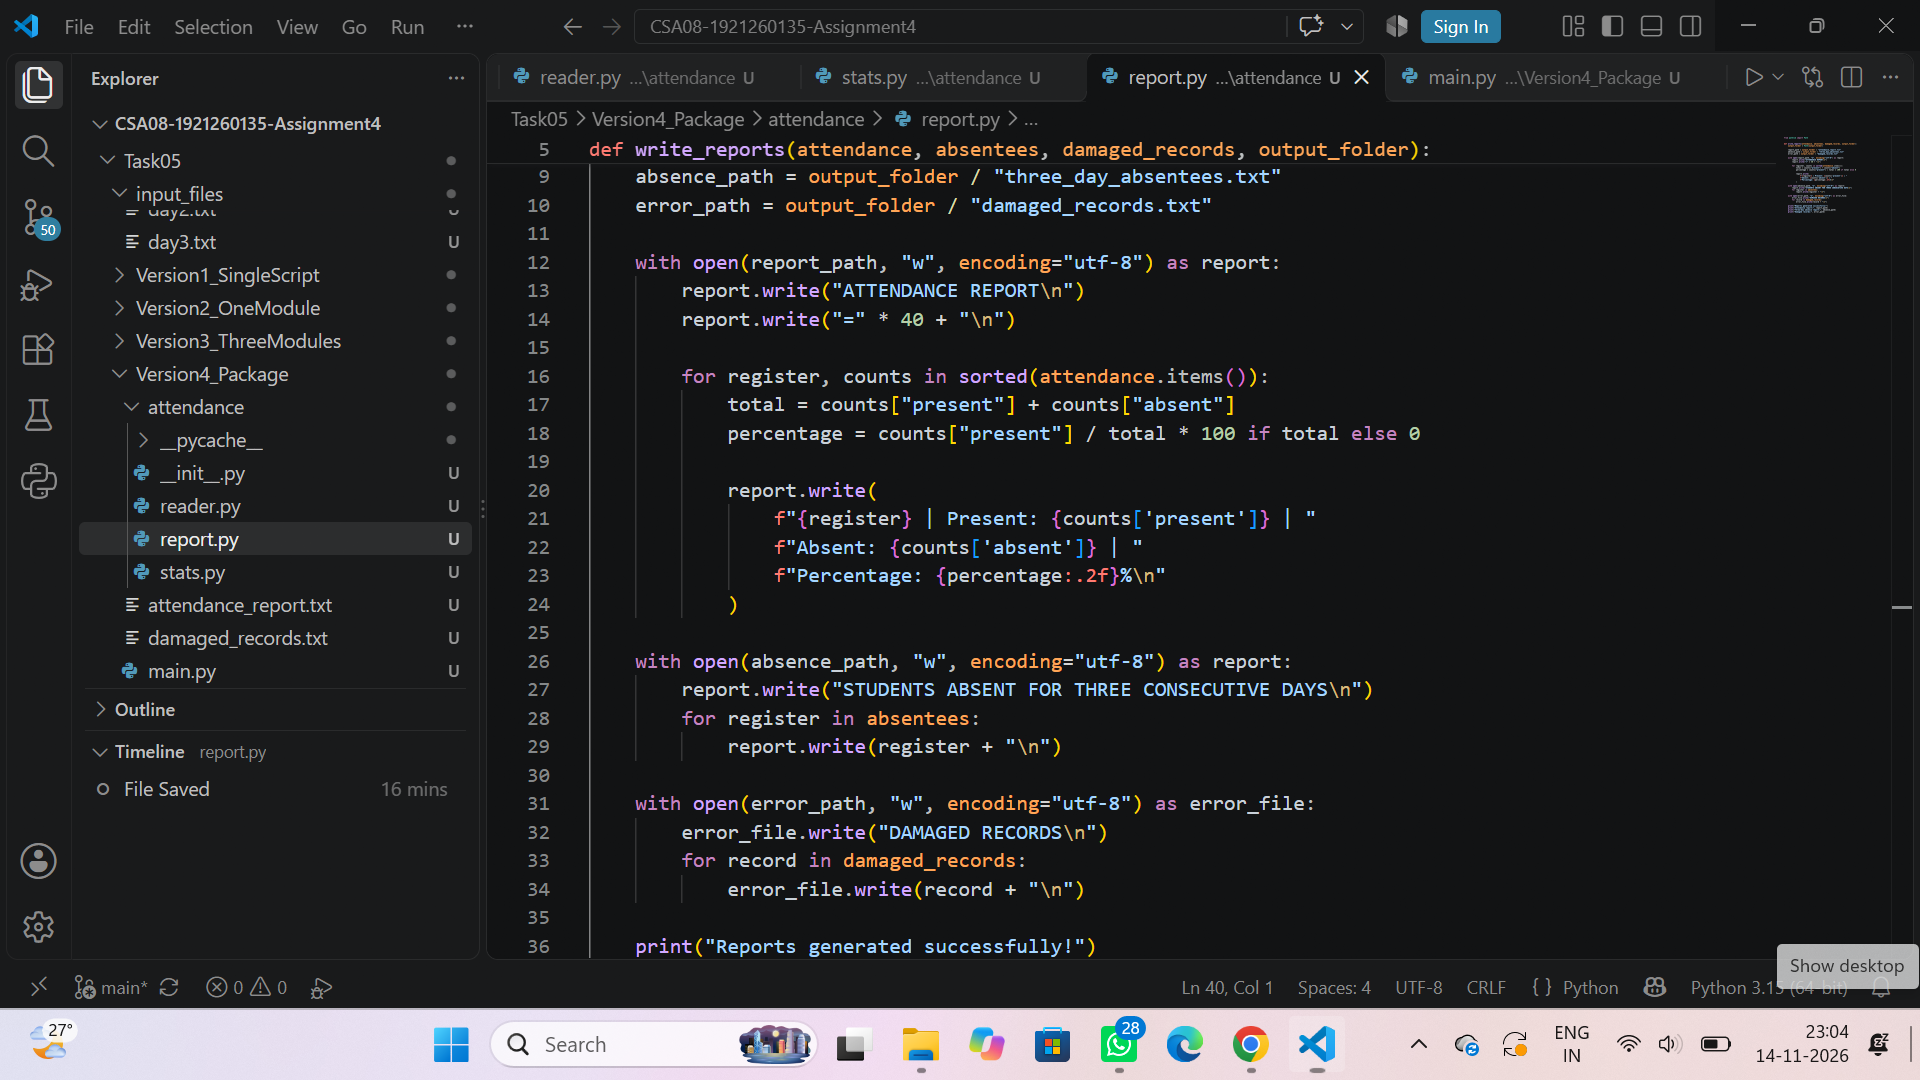 File Edit Selection View Go Run ...
CSA08-1921260135-Assignment4
Sign In
Explorer
CSA08-1921260135-Assignment4
Task05
input_files
day2.txt
day3.txt U
Version1_SingleScript
Version2_OneModule
Version3_ThreeModules
Version4_Package
attendance
__pycache__
__init__.py U
reader.py U
report.py U
stats.py U
attendance_report.txt U
damaged_records.txt U
main.py U
Outline
Timeline report.py
File Saved 16 mins
50
reader.py ...\attendance U
stats.py ...\attendance U
report.py ...\attendance U
main.py ...\Version4_Package U
Task05 > Version4_Package > attendance > report.py > ...
5 def write_reports(attendance, absentees, damaged_records, output_folder):
9 absence_path = output_folder / "three_day_absentees.txt"
10 error_path = output_folder / "damaged_records.txt"
11
12 with open(report_path, "w", encoding="utf-8") as report:
13 report.write("ATTENDANCE REPORT\n")
14 report.write("=" * 40 + "\n")
15
16 for register, counts in sorted(attendance.items()):
17 total = counts["present"] + counts["absent"]
18 percentage = counts["present"] / total * 100 if total else 0
19
20 report.write(
21 f"{register} | Present: {counts['present']} | "
22 f"Absent: {counts['absent']} | "
23 f"Percentage: {percentage:.2f}%\n"
24 )
25
26 with open(absence_path, "w", encoding="utf-8") as report:
27 report.write("STUDENTS ABSENT FOR THREE CONSECUTIVE DAYS\n")
28 for register in absentees:
29 report.write(register + "\n")
30
31 with open(error_path, "w", encoding="utf-8") as error_file:
32 error_file.write("DAMAGED RECORDS\n")
33 for record in damaged_records:
34 error_file.write(record + "\n")
35
36 print("Reports generated successfully!")
Show desktop
main* 0 0
Ln 40, Col 1 Spaces: 4 UTF-8 CRLF { } Python Python 3.13 (64-bit)
27°
Search
28
ENG
IN
23:04
14-11-2026